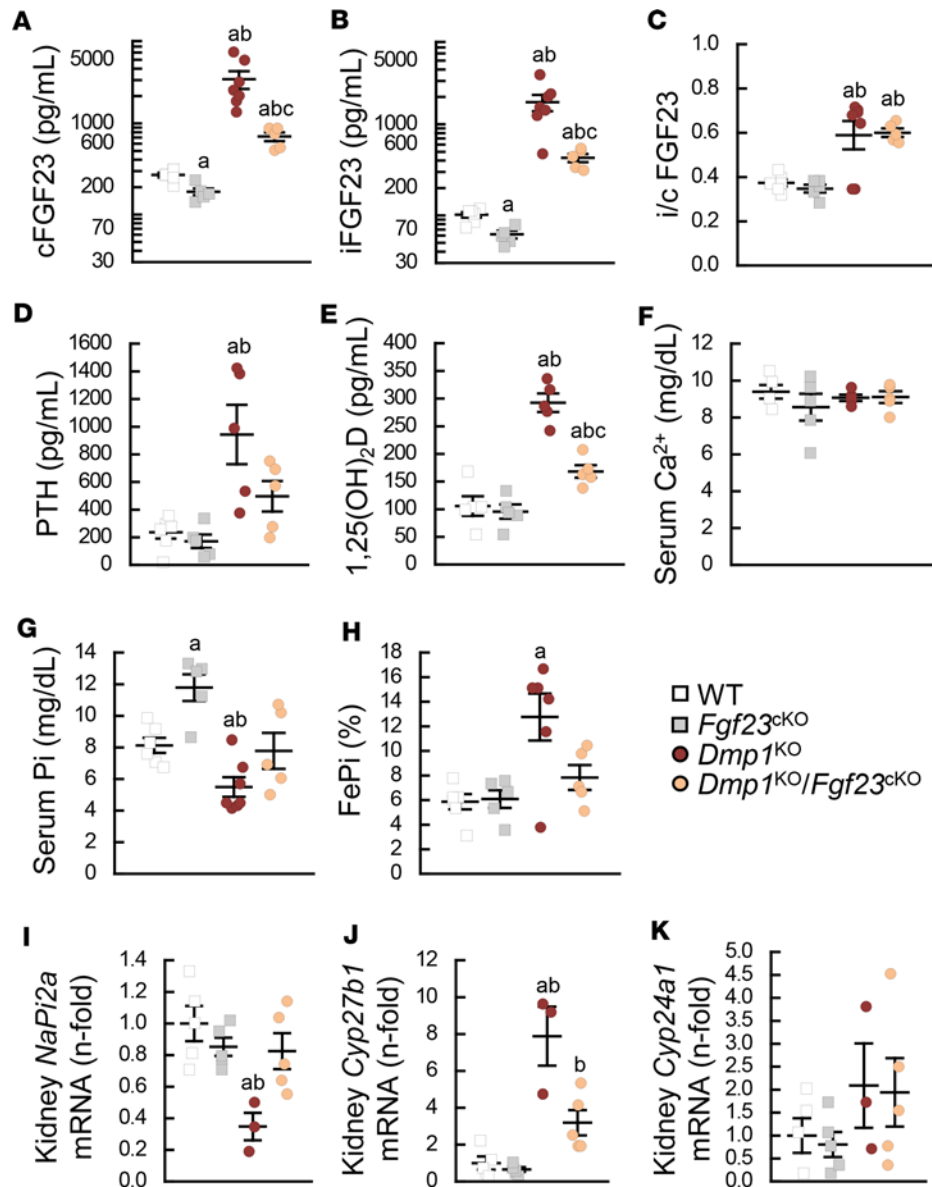 A
cFGF23 (pg/mL)
5000
1000
600
200
70
30
a
ab
abc
B
iFGF23 (pg/mL)
5000
1000
600
200
70
30
a
ab
abc
C
i/c FGF23
1.0
0.8
0.6
0.4
0.2
0.0
ab
ab
D
PTH (pg/mL)
1600
1400
1200
1000
800
600
400
200
0
ab
E
1,25(OH)₂D (pg/mL)
400
350
300
250
200
150
100
50
0
ab
abc
F
Serum Ca²⁺ (mg/dL)
12
10
8
6
4
2
0
G
Serum Pi (mg/dL)
14
12
10
8
6
4
2
0
a
ab
H
FePi (%)
18
16
14
12
10
8
6
4
2
0
a
WT
Fgf23ᶜᴷᴼ
Dmp1ᴷᴼ
Dmp1ᴷᴼ/Fgf23ᶜᴷᴼ
I
Kidney NaPi2a
mRNA (n-fold)
1.4
1.2
1.0
0.8
0.6
0.4
0.2
0.0
ab
J
Kidney Cyp27b1
mRNA (n-fold)
12
10
8
6
4
2
0
ab
b
K
Kidney Cyp24a1
mRNA (n-fold)
5.0
4.5
4.0
3.5
3.0
2.5
2.0
1.5
1.0
0.5
0.0